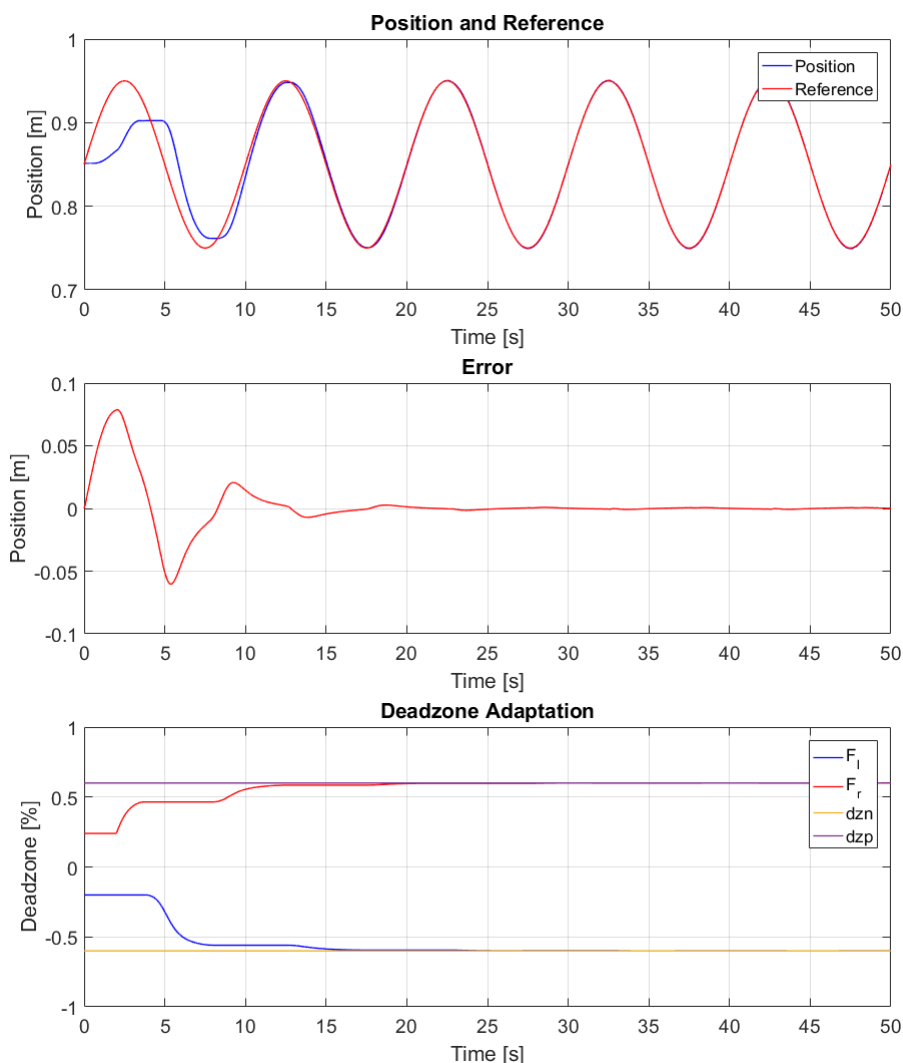 Position and Reference
1
0.9
0.8
0.7
Position [m]
Position
Reference
0 5 10 15 20 25 30 35 40 45 50
Time [s]
Error
0.1
0.05
0
-0.05
-0.1
Position [m]
0 5 10 15 20 25 30 35 40 45 50
Time [s]
Deadzone Adaptation
1
0.5
0
-0.5
-1
Deadzone [%]
F_l
F_r
dzn
dzp
0 5 10 15 20 25 30 35 40 45 50
Time [s]